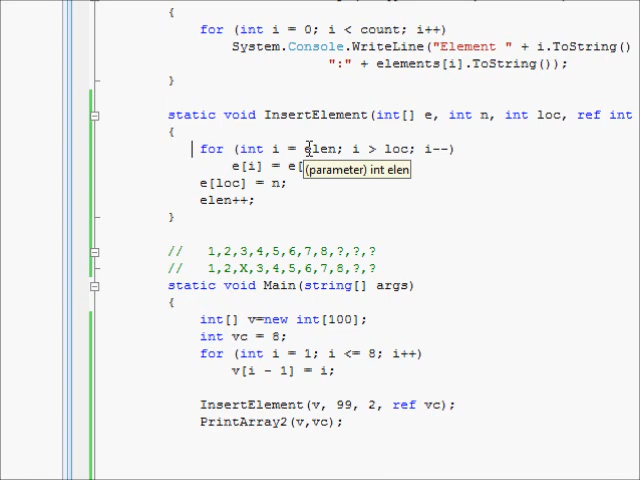 {
for (int i = 0; i < count; i++)
System.Console.WriteLine("Element " + i.ToString()
":" + elements[i].ToString());
}
static void InsertElement(int[] e, int n, int loc, ref int
{
for (int i = elen; i > loc; i--)
e[i] = e[
(parameter) int elen
e[loc] = n;
elen++;
}
// 1,2,3,4,5,6,7,8,?,?,?
// 1,2,X,3,4,5,6,7,8,?,?
static void Main(string[] args)
{
int[] v=new int[100];
int vc = 8;
for (int i = 1; i <= 8; i++)
v[i - 1] = i;
InsertElement(v, 99, 2, ref vc);
PrintArray2(v,vc);